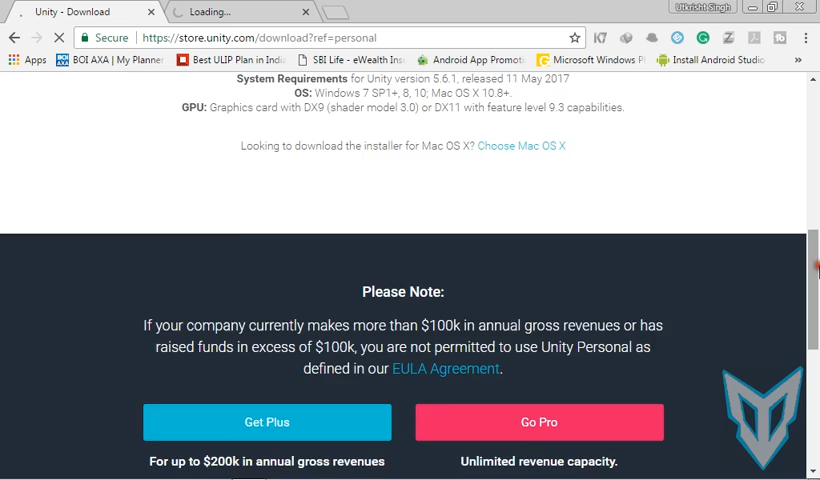 Unity - Download
Loading...
Utkrisht Singh
Secure
https://store.unity.com/download?ref=personal
Apps
BOI AXA | My Planner
Best ULIP Plan in India
SBI Life - eWealth Ins
Android App Promoti
Microsoft Windows P
Install Android Studio
System Requirements for Unity version 5.6.1, released 11 May 2017
OS: Windows 7 SP1+, 8, 10; Mac OS X 10.8+.
GPU: Graphics card with DX9 (shader model 3.0) or DX11 with feature level 9.3 capabilities.
Looking to download the installer for Mac OS X? Choose Mac OS X
Please Note:
If your company currently makes more than $100k in annual gross revenues or has
raised funds in excess of $100k, you are not permitted to use Unity Personal as
defined in our EULA Agreement.
Get Plus
Go Pro
For up to $200k in annual gross revenues
Unlimited revenue capacity.